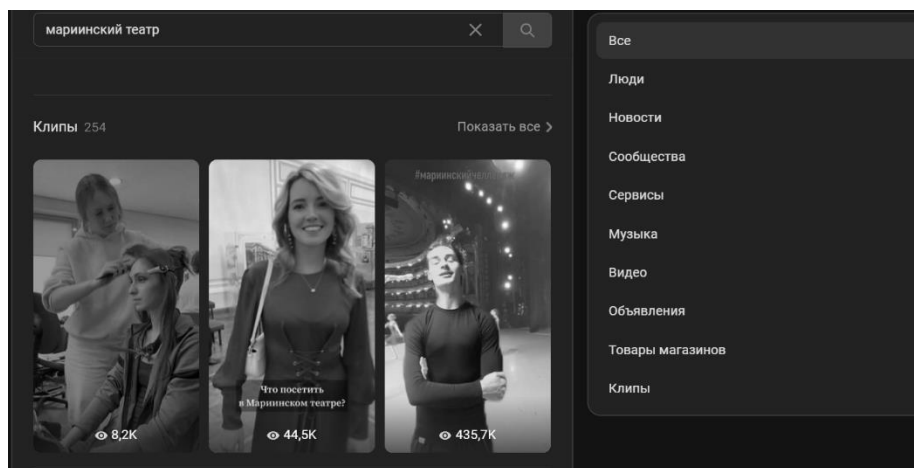 мариинский театр
Клипы 254
Показать все
#мариинскийчеллендж
Что посетить
в Мариинском театре?
8,2K
44,5K
435,7K
Все
Люди
Новости
Сообщества
Сервисы
Музыка
Видео
Объявления
Товары магазинов
Клипы